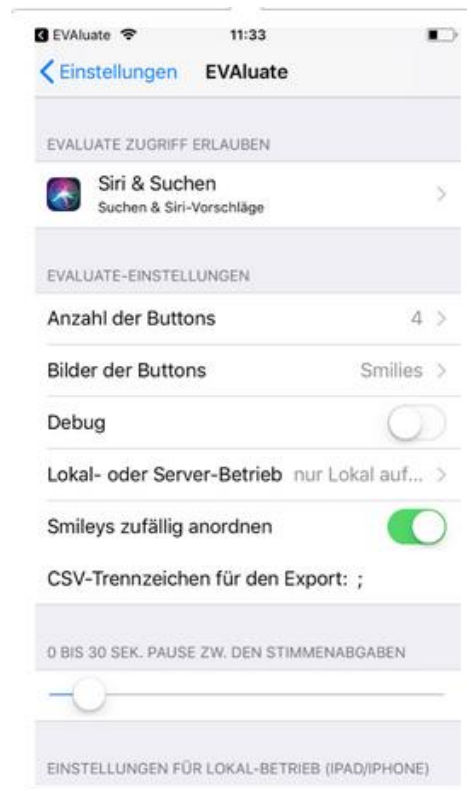 EVAluate 11:33
Einstellungen EVAluate
EVALUATE ZUGRIFF ERLAUBEN
Siri & Suchen
Suchen & Siri-Vorschläge
EVALUATE-EINSTELLUNGEN
Anzahl der Buttons 4
Bilder der Buttons Smilies
Debug
Lokal- oder Server-Betrieb nur Lokal auf...
Smileys zufällig anordnen
CSV-Trennzeichen für den Export: ;
0 BIS 30 SEK. PAUSE ZW. DEN STIMMENABGABEN
EINSTELLUNGEN FÜR LOKAL-BETRIEB (IPAD/IPHONE)